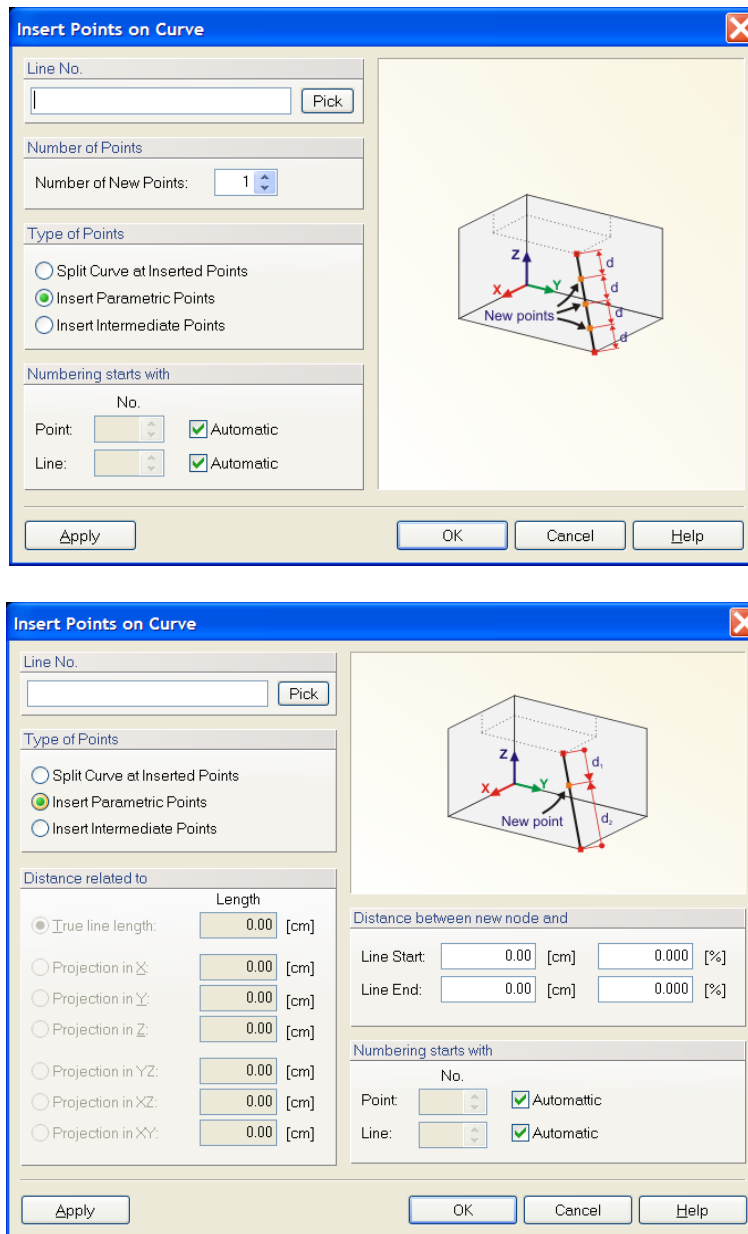 Insert Points on Curve
Line No.
Pick
Number of Points
Number of New Points: 1
Type of Points
Split Curve at Inserted Points
Insert Parametric Points
Insert Intermediate Points
Numbering starts with
No.
Point: Automatic
Line: Automatic
Z
X
Y
New points
d
d
d
d
Apply
OK
Cancel
Help
Insert Points on Curve
Line No.
Pick
Type of Points
Split Curve at Inserted Points
Insert Parametric Points
Insert Intermediate Points
Distance related to
Length
True line length: 0.00 [cm]
Projection in X: 0.00 [cm]
Projection in Y: 0.00 [cm]
Projection in Z: 0.00 [cm]
Projection in YZ: 0.00 [cm]
Projection in XZ: 0.00 [cm]
Projection in XY: 0.00 [cm]
Z
X
Y
New point
d₁
d₂
Distance between new node and
Line Start: 0.00 [cm] 0.000 [%]
Line End: 0.00 [cm] 0.000 [%]
Numbering starts with
No.
Point: Automattic
Line: Automatic
Apply
OK
Cancel
Help